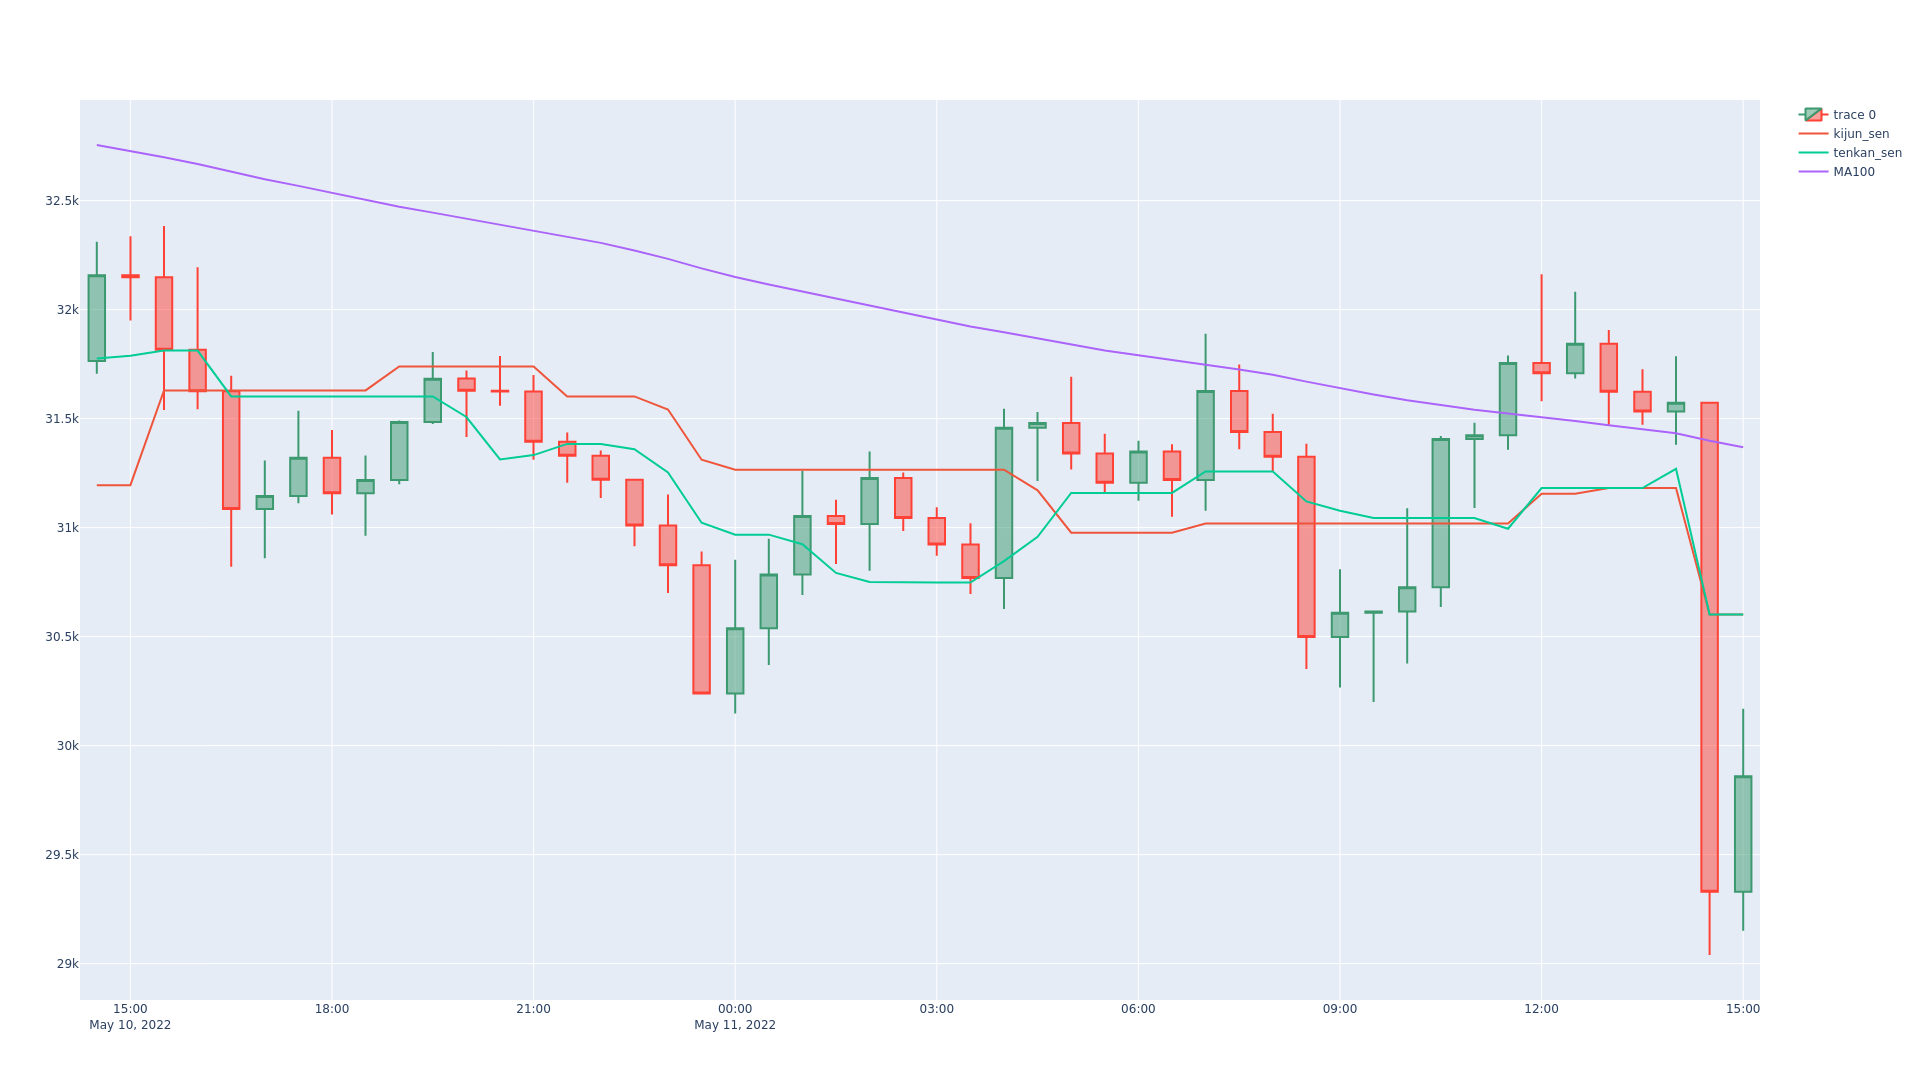 trace 0
kijun_sen
tenkan_sen
MA100
32.5k
32k
31.5k
31k
30.5k
30k
29.5k
29k
15:00 18:00 21:00 00:00 03:00 06:00 09:00 12:00 15:00
May 10, 2022 May 11, 2022